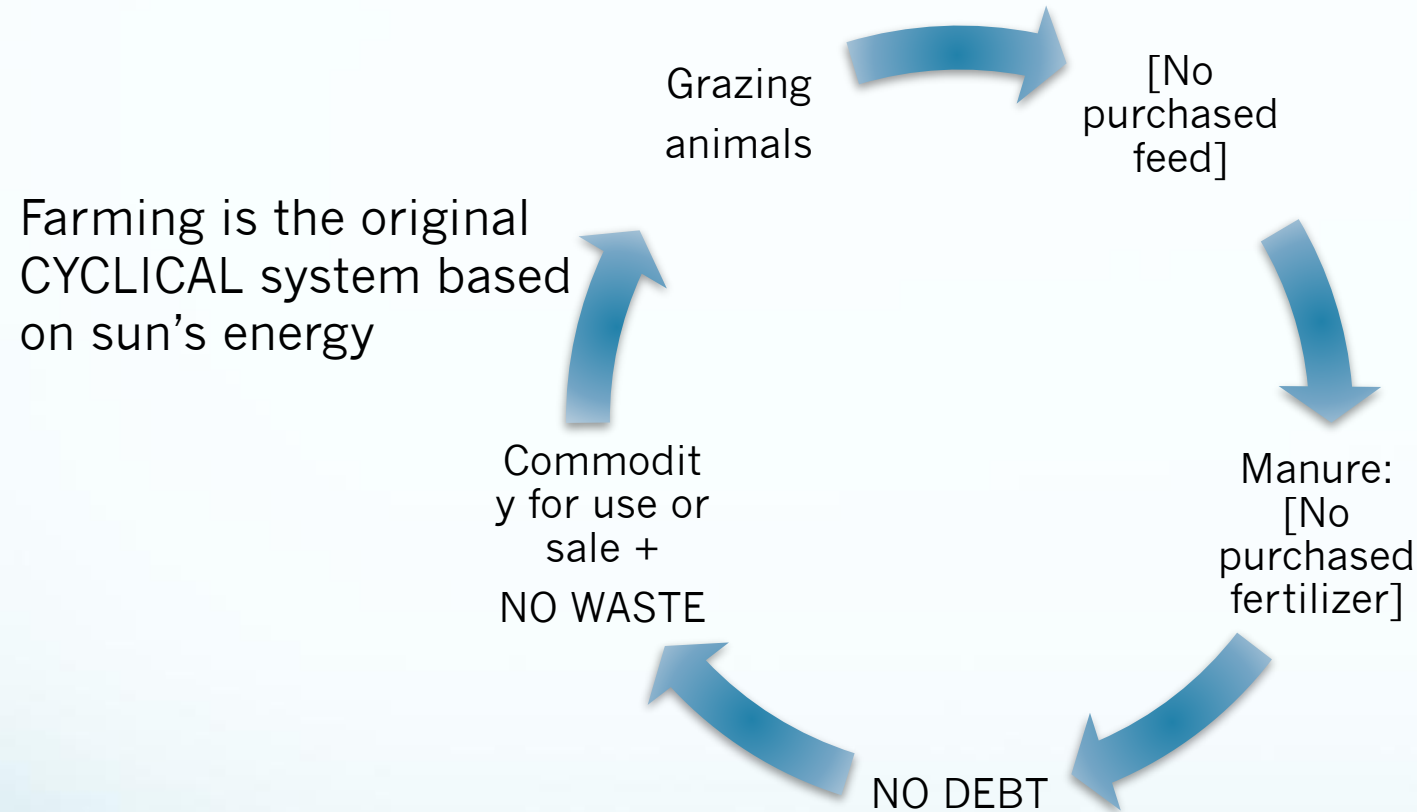 Farming is the original
CYCLICAL system based
on sun’s energy
Grazing
animals
[No
purchased
feed]
Manure:
[No
purchased
fertilizer]
NO DEBT
Commodit
y for use or
sale +
NO WASTE